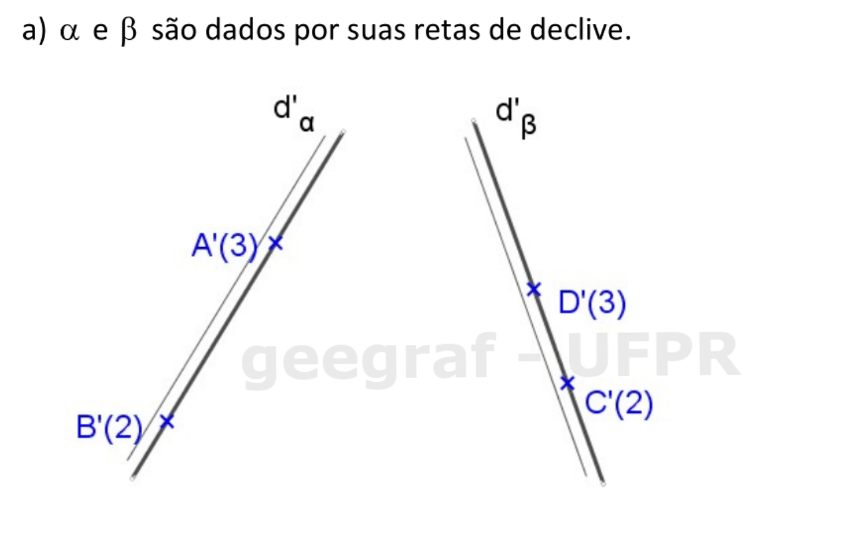 a) α e β são dados por suas retas de declive.
d'α
d'β
A'(3)
D'(3)
geegraf - UFPR
B'(2)
C'(2)